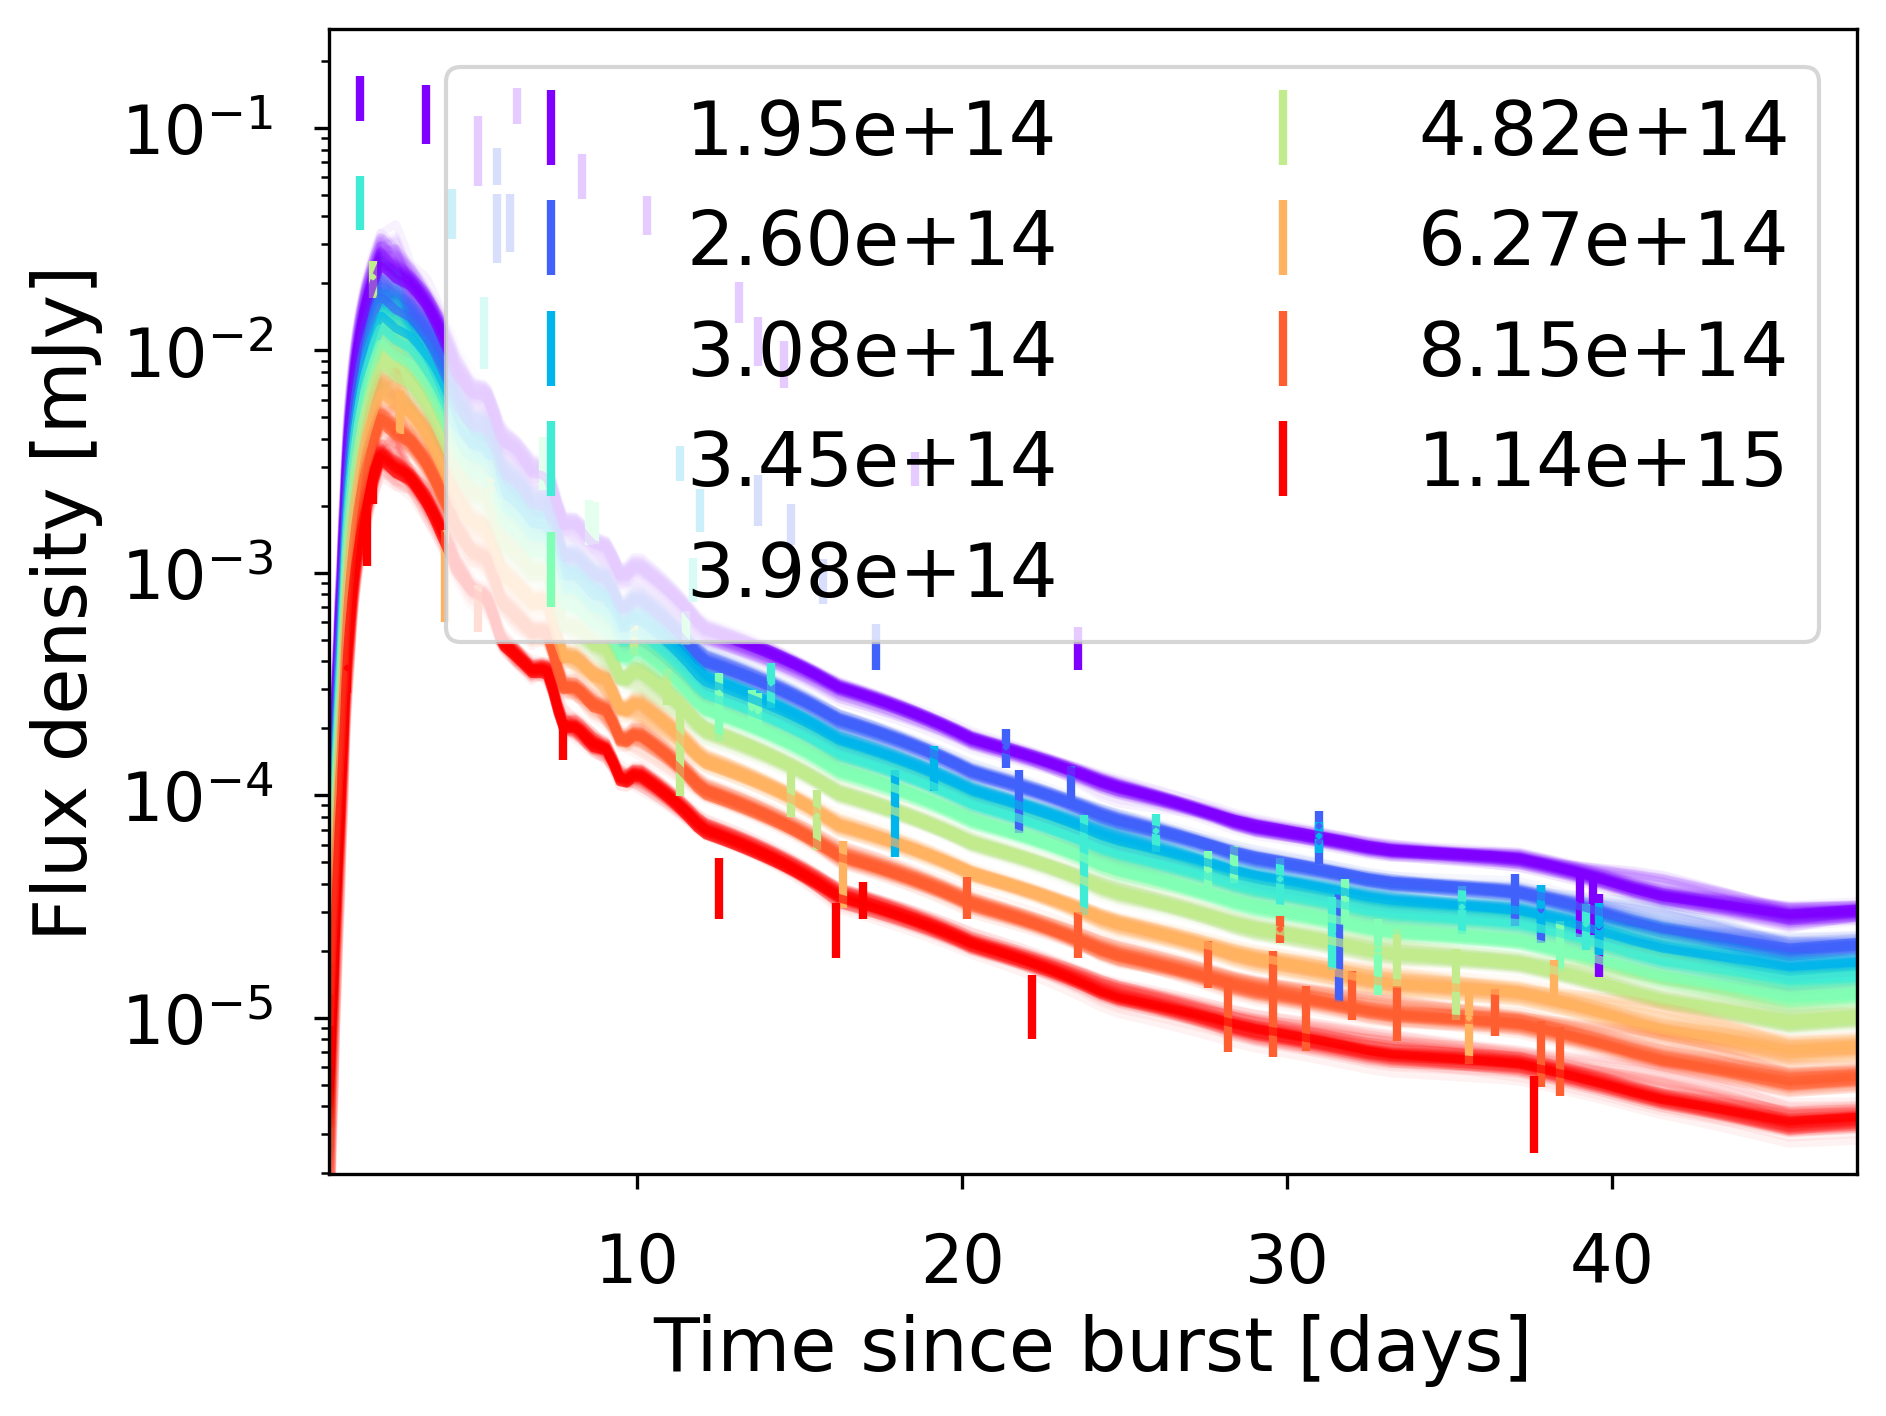 Flux density [mJy]
10⁻¹
10⁻²
10⁻³
10⁻⁴
10⁻⁵
1.95e+14
2.60e+14
3.08e+14
3.45e+14
3.98e+14
4.82e+14
6.27e+14
8.15e+14
1.14e+15
10 20 30 40
Time since burst [days]